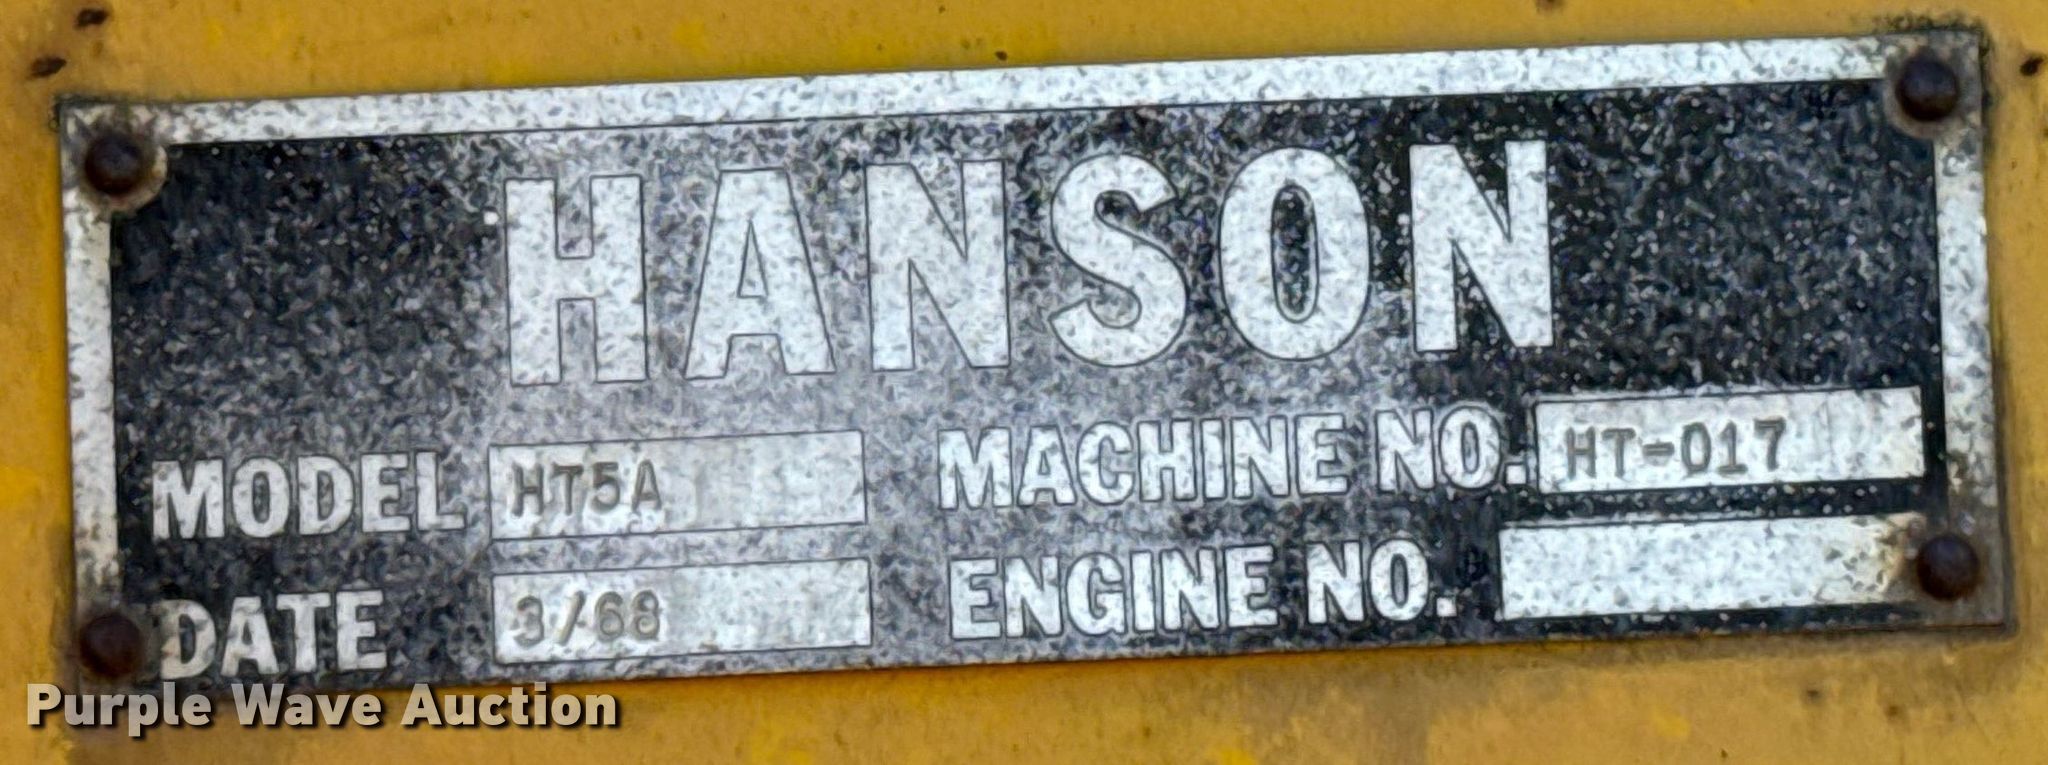 HANSON
MODEL HT5A MACHINE NO. HT-017
DATE 3/68 ENGINE NO.
Purple Wave Auction